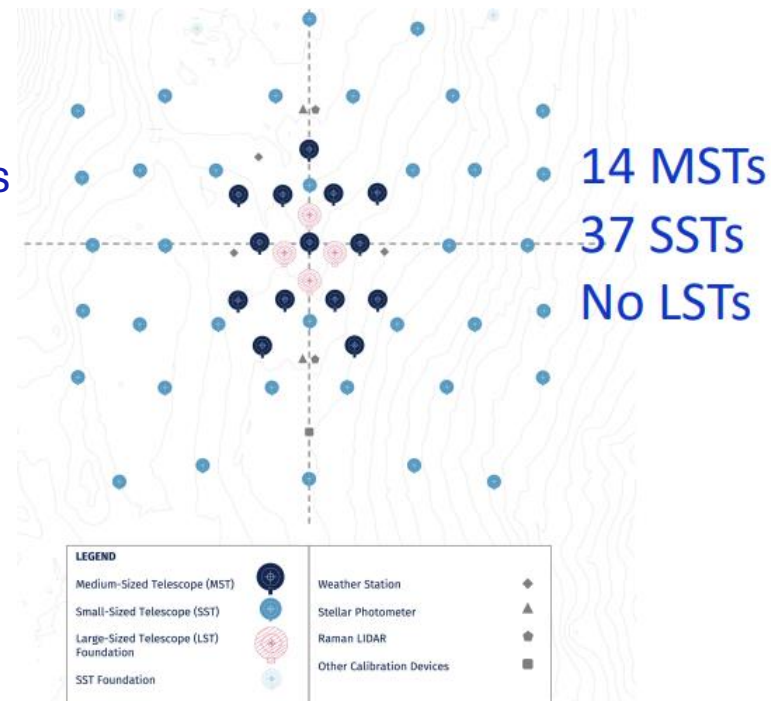 s
14 MSTs
37 SSTs
No LSTs
LEGEND
Medium-Sized Telescope (MST)
Small-Sized Telescope (SST)
Large-Sized Telescope (LST)
Foundation
SST Foundation
Weather Station
Stellar Photometer
Raman LIDAR
Other Calibration Devices